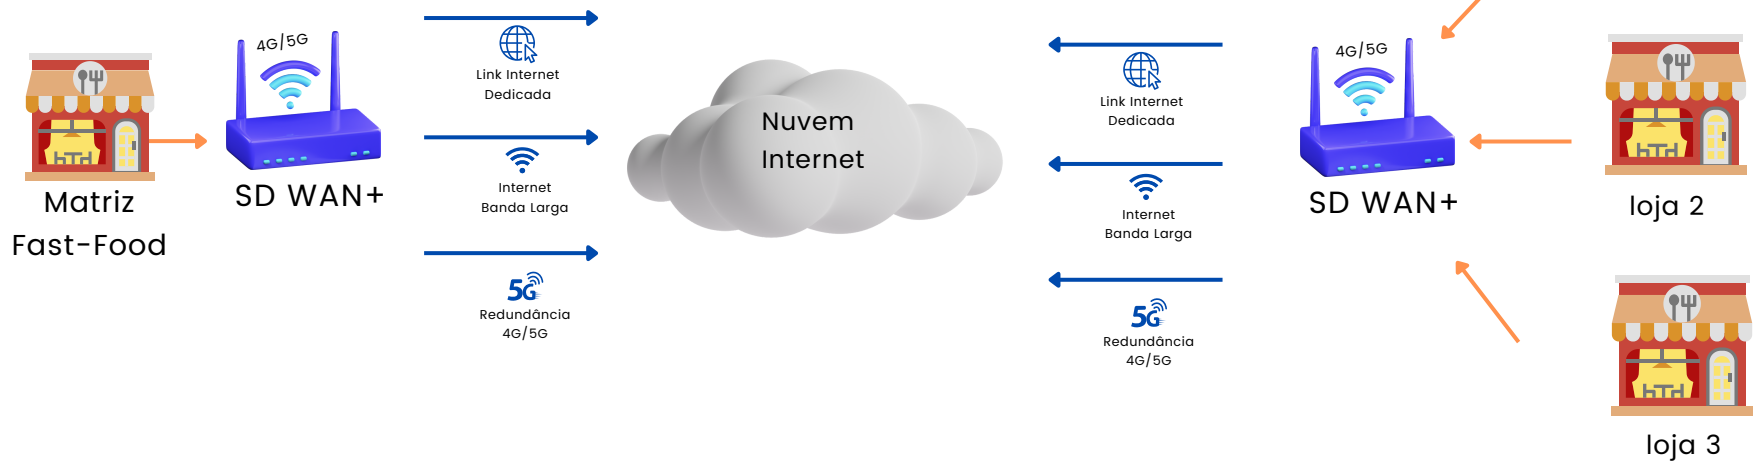 4G/5G
SD WAN+
Matriz
Fast-Food
Link Internet
Dedicada
Internet
Banda Larga
5G
Redundância
4G/5G
Nuvem
Internet
Link Internet
Dedicada
Internet
Banda Larga
5G
Redundância
4G/5G
4G/5G
SD WAN+
loja 2
loja 3